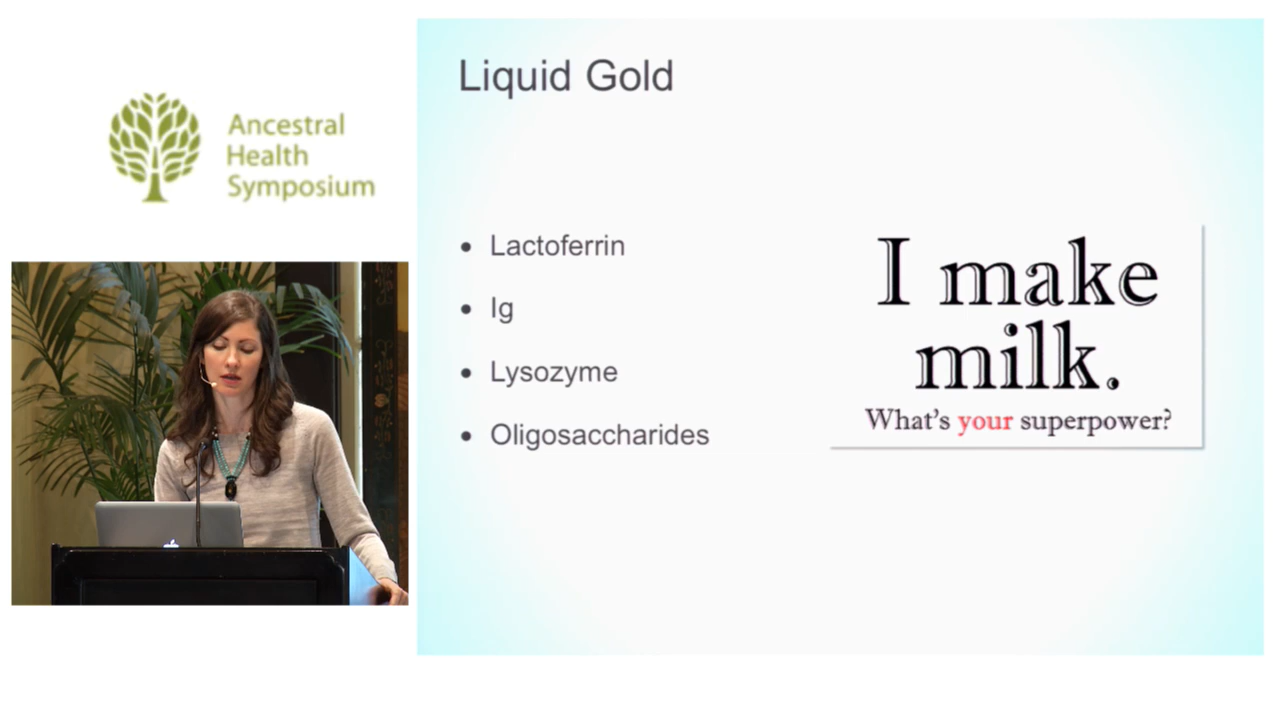 Ancestral
Health
Symposium
Liquid Gold
• Lactoferrin
• Ig
• Lysozyme
• Oligosaccharides
I make
milk.
What's your superpower?